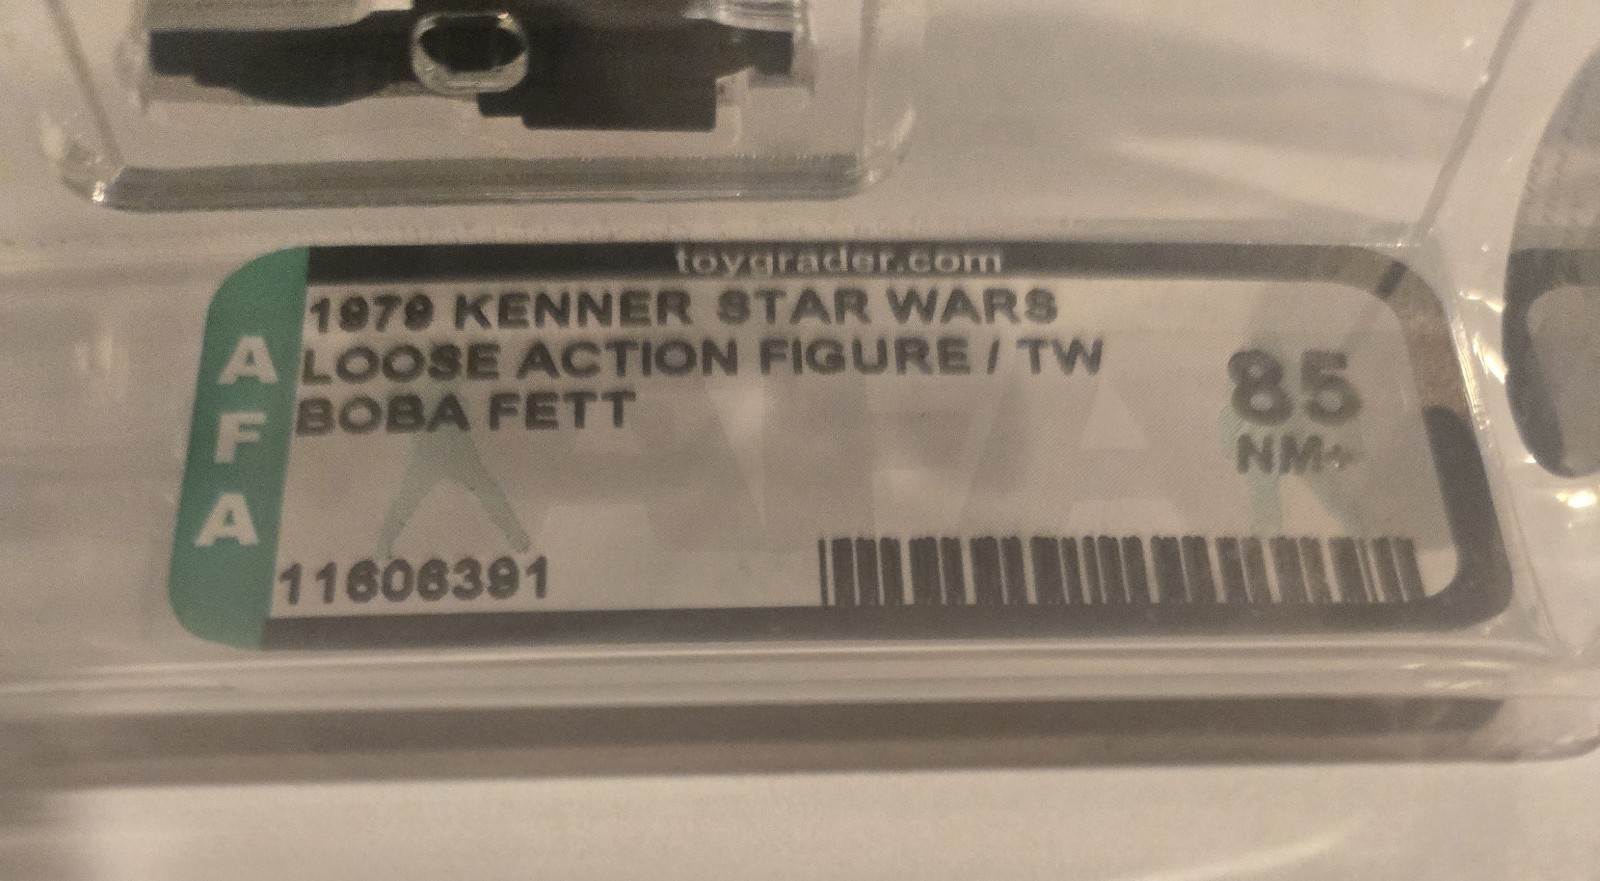 toygrader.com
1979 KENNER STAR WARS
LOOSE ACTION FIGURE / TW
BOBA FETT
85
NM+
AFA
11606391